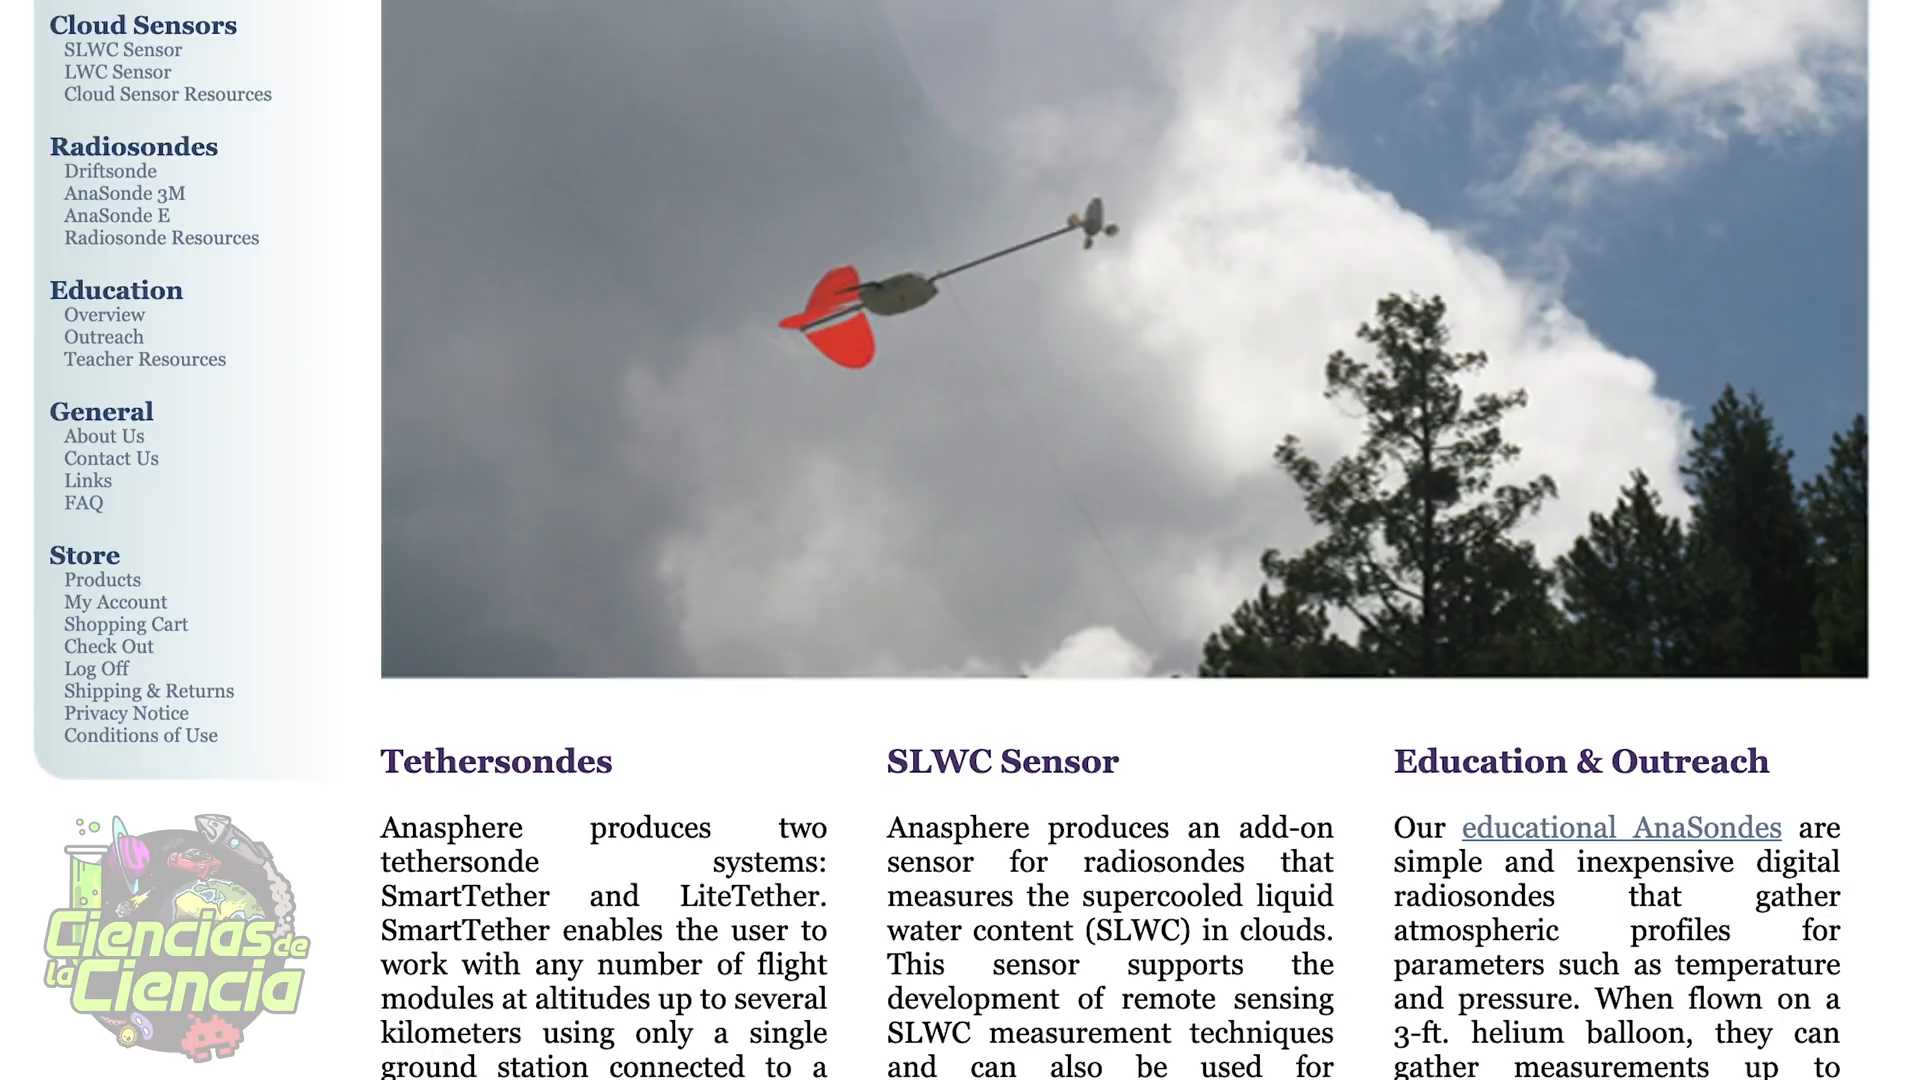 Cloud Sensors
SLWC Sensor
LWC Sensor
Cloud Sensor Resources
Radiosondes
Driftsonde
AnaSonde 3M
AnaSonde E
Radiosonde Resources
Education
Overview
Outreach
Teacher Resources
General
About Us
Contact Us
Links
FAQ
Store
Products
My Account
Shopping Cart
Check Out
Log Off
Shipping & Returns
Privacy Notice
Conditions of Use
Ciencias de
la Ciencia
Tethersondes
Anasphere produces two
tethersonde systems:
SmartTether and LiteTether.
SmartTether enables the user to
work with any number of flight
modules at altitudes up to several
kilometers using only a single
ground station connected to a
SLWC Sensor
Anasphere produces an add-on
sensor for radiosondes that
measures the supercooled liquid
water content (SLWC) in clouds.
This sensor supports the
development of remote sensing
SLWC measurement techniques
and can also be used for
Education & Outreach
Our educational AnaSondes are
simple and inexpensive digital
radiosondes that gather
atmospheric profiles for
parameters such as temperature
and pressure. When flown on a
3-ft. helium balloon, they can
gather measurements up to